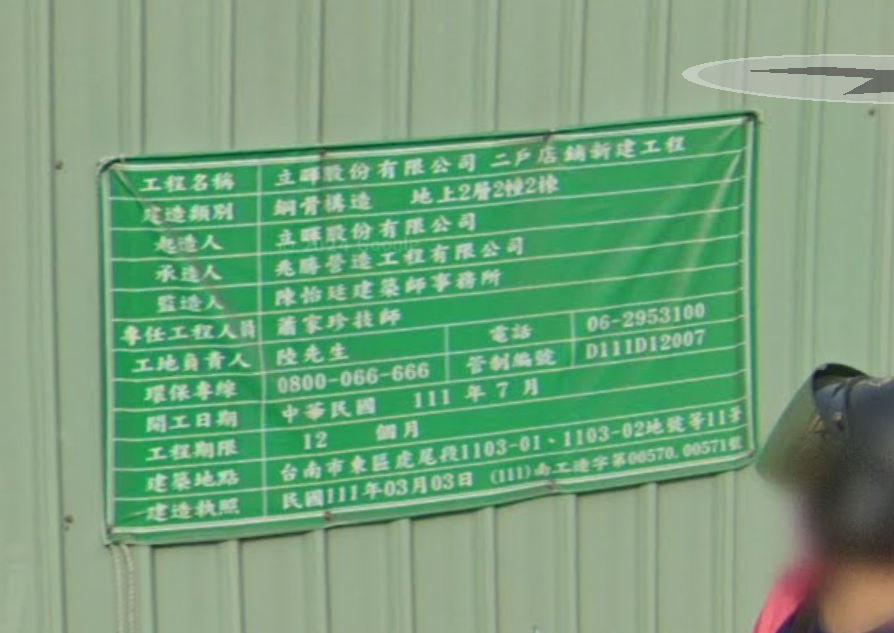 工程名稱 立暉股份有限公司 二戶店鋪新建工程
建造類別 鋼骨構造 地上2層2幢2棟
起造人 立暉股份有限公司
承造人 兆勝營造工程有限公司
監造人 陳怡廷建築師事務所
專任工程人員 蕭家珍技師
工地負責人 陸先生 電話 06-2953100
環保專線 0800-066-666 管制編號 D111D12007
開工日期 中華民國 111 年 7 月
工程期限 12 個月
建築地點 台南市東區虎尾段1103-01、1103-02地號等11筆
建造執照 民國111年03月03日 (111)南工造字第00570.00571號